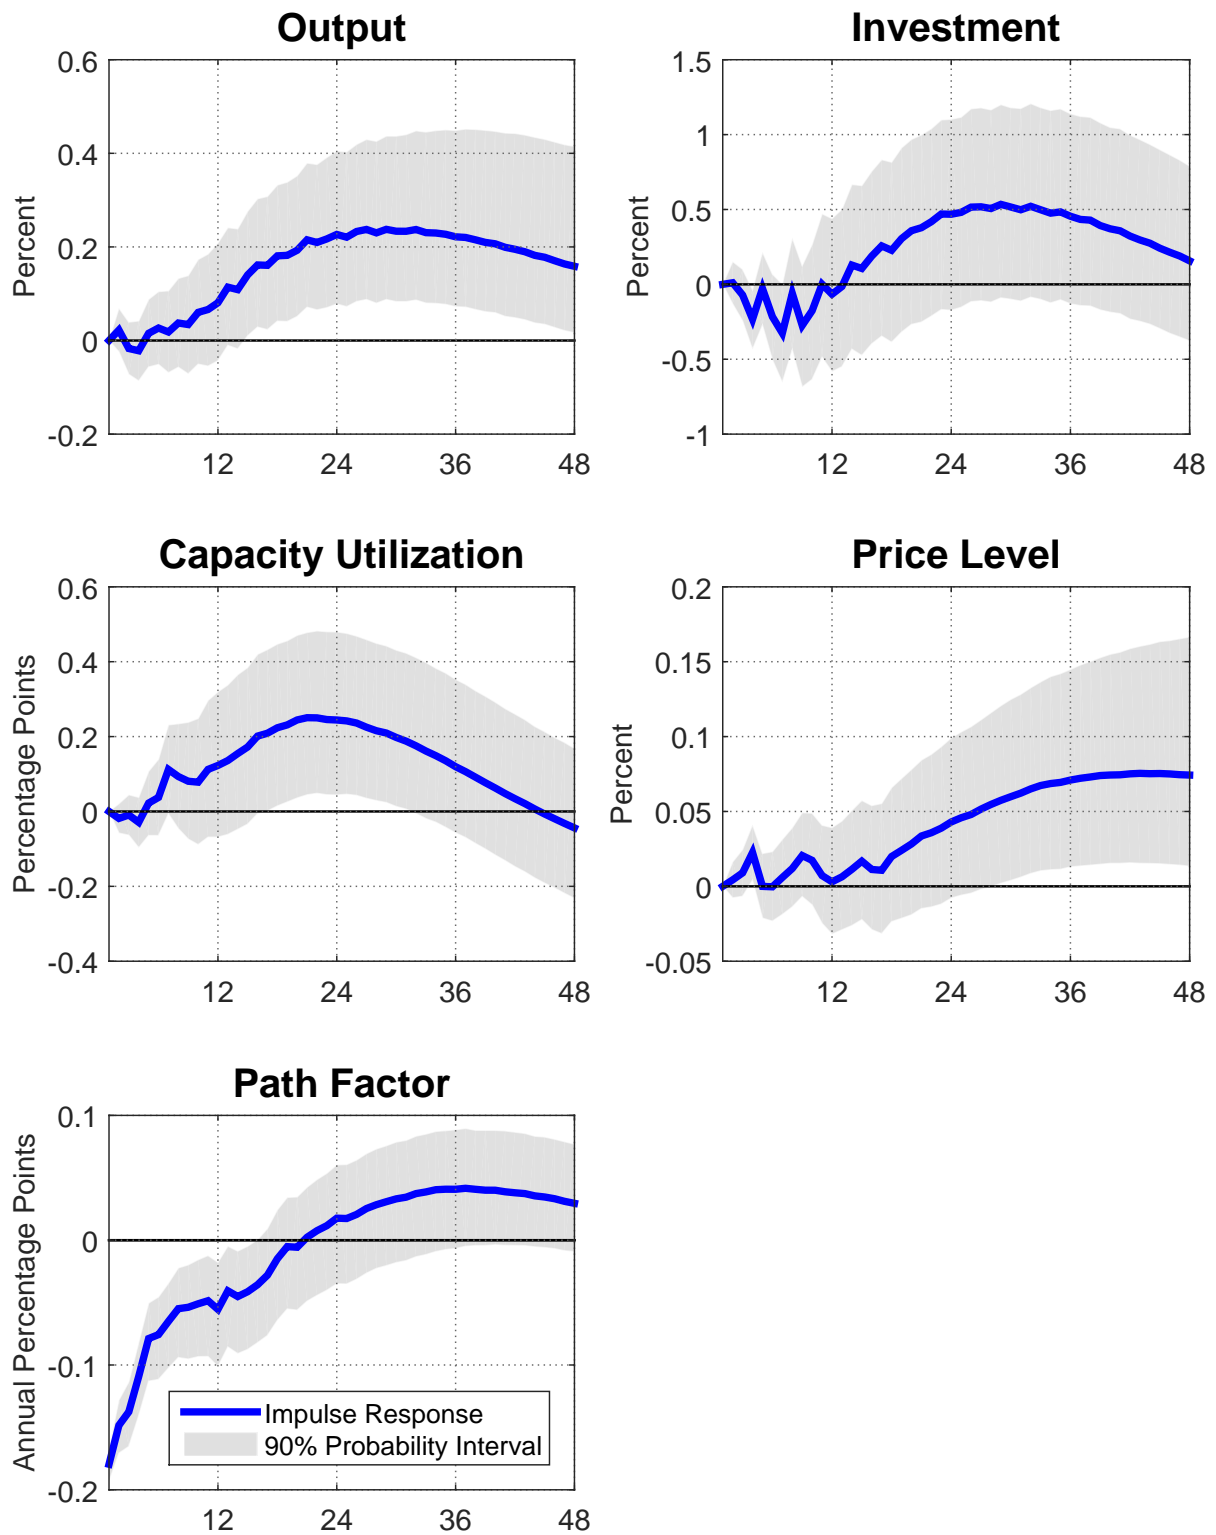 Output
Percent
0.6
0.4
0.2
0
-0.2
12 24 36 48
Investment
Percent
1.5
1
0.5
0
-0.5
-1
12 24 36 48
Capacity Utilization
Percentage Points
0.6
0.4
0.2
0
-0.2
-0.4
12 24 36 48
Price Level
Percent
0.2
0.15
0.1
0.05
0
-0.05
12 24 36 48
Path Factor
Annual Percentage Points
0.1
0
-0.1
-0.2
Impulse Response
90% Probability Interval
12 24 36 48